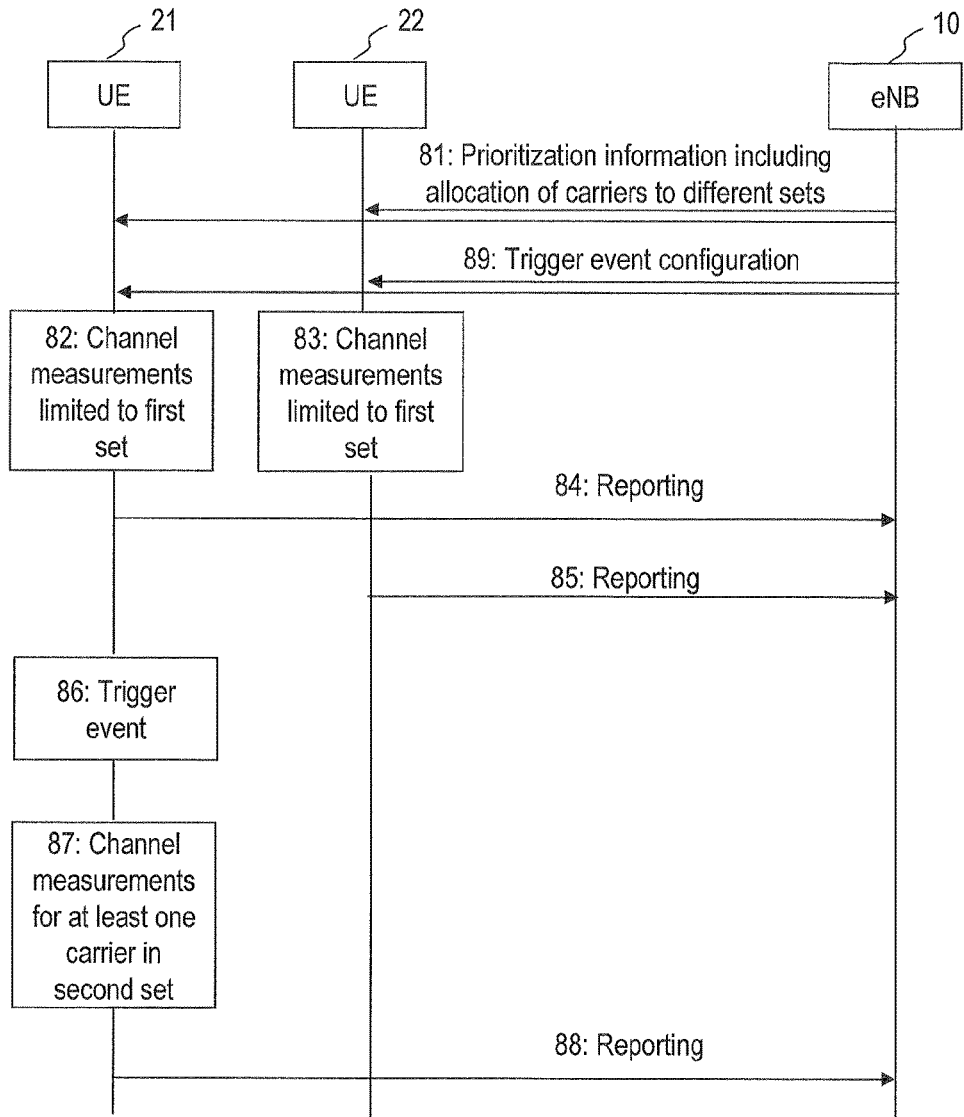 21
22
10
UE
UE
eNB
81: Prioritization information including
allocation of carriers to different sets
89: Trigger event configuration
82: Channel
measurements
limited to first
set
83: Channel
measurements
limited to first
set
84: Reporting
85: Reporting
86: Trigger
event
87: Channel
measurements
for at least one
carrier in
second set
88: Reporting